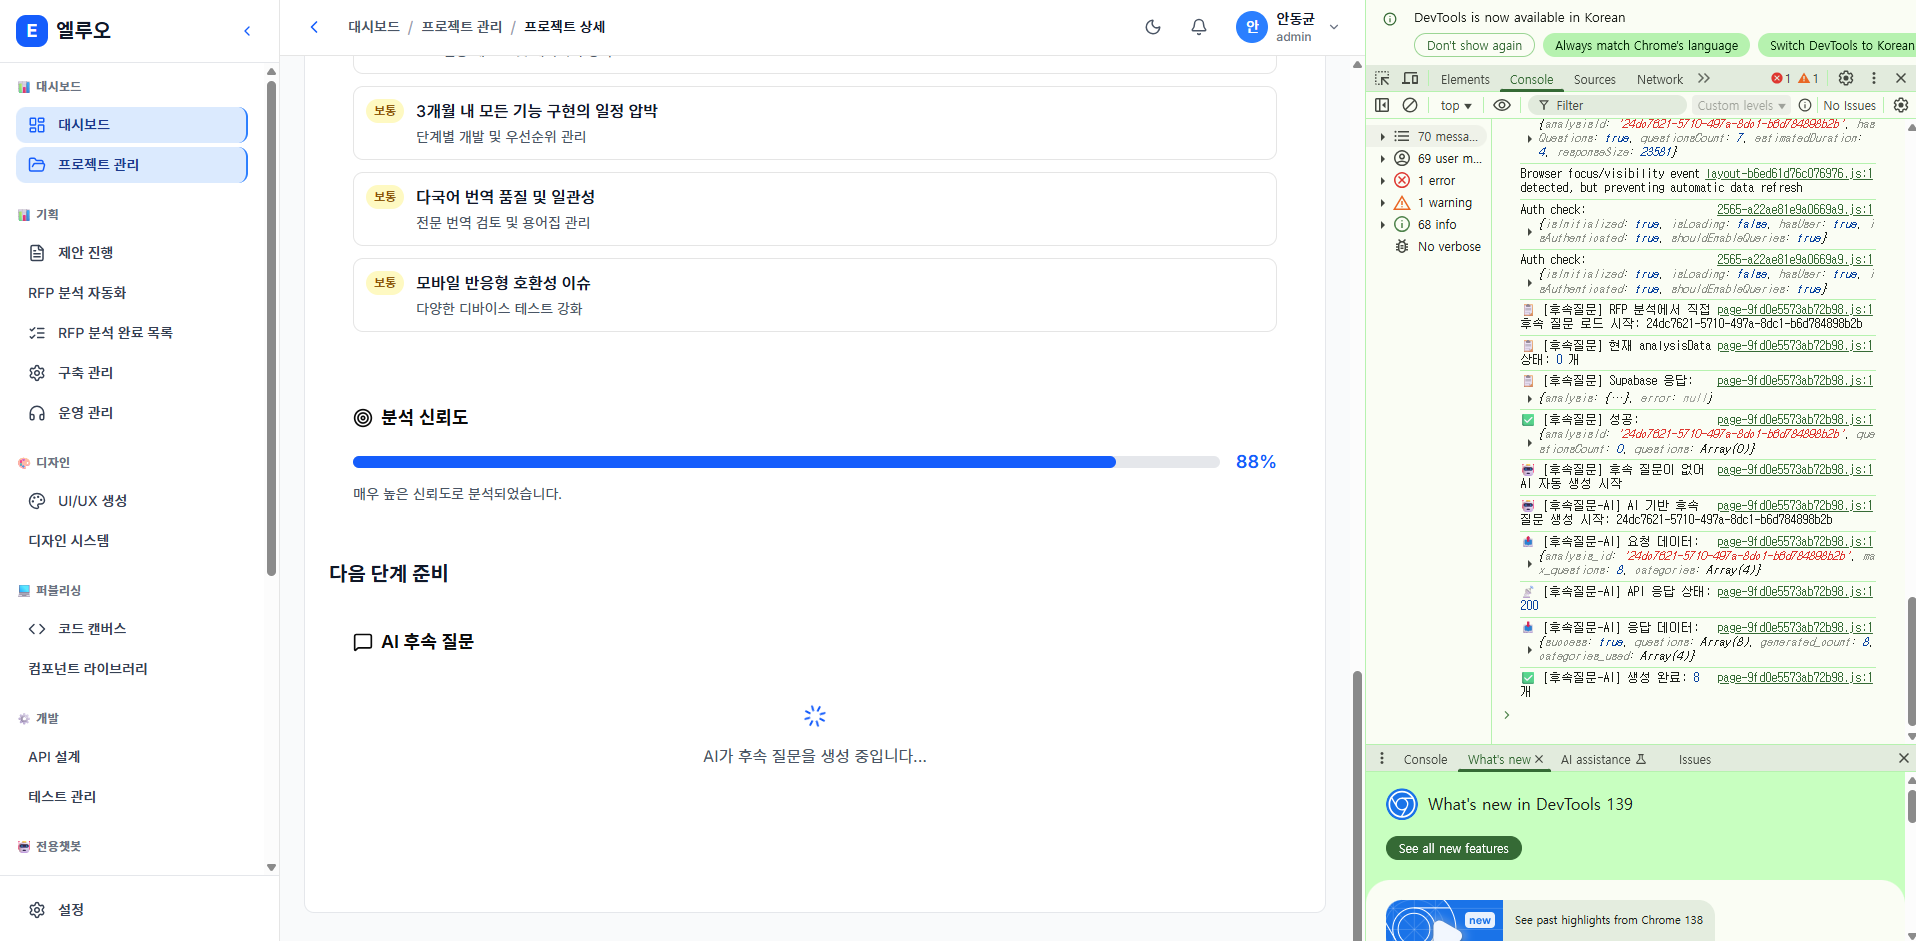 E 엘루오
대시보드
대시보드
프로젝트 관리
기획
제안 진행
RFP 분석 자동화
RFP 분석 완료 목록
구축 관리
운영 관리
디자인
UI/UX 생성
디자인 시스템
퍼블리싱
코드 캔버스
컴포넌트 라이브러리
개발
API 설계
테스트 관리
전용챗봇
설정
대시보드 / 프로젝트 관리 / 프로젝트 상세
안 안동균
admin
보통 3개월 내 모든 기능 구현의 일정 압박
단계별 개발 및 우선순위 관리
보통 다국어 번역 품질 및 일관성
전문 번역 검토 및 용어집 관리
보통 모바일 반응형 호환성 이슈
다양한 디바이스 테스트 강화
분석 신뢰도
88%
매우 높은 신뢰도로 분석되었습니다.
다음 단계 준비
AI 후속 질문
AI가 후속 질문을 생성 중입니다...
DevTools is now available in Korean
Don't show again Always match Chrome's language Switch DevTools to Korean
Elements Console Sources Network 1 1
top Filter Custom levels No Issues
70 messa...
69 user m...
1 error
1 warning
68 info
No verbose
{analysisId: '24dc7621-5710-497a-8dc1-b6d784898b2b', has
Questions: true, questionsCount: 7, estimatedDuration:
4, responseSize: 23581}
Browser focus/visibility event layout-b6ed61d76c076976.js:1
detected, but preventing automatic data refresh
Auth check: 2565-a22ae81e9a0669a9.js:1
{isInitialized: true, isLoading: false, hasUser: true, i
sAuthenticated: true, shouldEnableQueries: true}
Auth check: 2565-a22ae81e9a0669a9.js:1
{isInitialized: true, isLoading: false, hasUser: true, i
sAuthenticated: true, shouldEnableQueries: true}
[후속질문] RFP 분석에서 직접 page-9fd0e5573ab72b98.js:1
후속 질문 로드 시작: 24dc7621-5710-497a-8dc1-b6d784898b2b
[후속질문] 현재 analysisData page-9fd0e5573ab72b98.js:1
상태: 0 개
[후속질문] Supabase 응답: page-9fd0e5573ab72b98.js:1
{analysis: {…}, error: null}
[후속질문] 성공: page-9fd0e5573ab72b98.js:1
{analysisId: '24dc7621-5710-497a-8dc1-b6d784898b2b', que
stionsCount: 0, questions: Array(0)}
[후속질문] 후속 질문이 없어 page-9fd0e5573ab72b98.js:1
AI 자동 생성 시작
[후속질문-AI] AI 기반 후속 page-9fd0e5573ab72b98.js:1
질문 생성 시작: 24dc7621-5710-497a-8dc1-b6d784898b2b
[후속질문-AI] 요청 데이터: page-9fd0e5573ab72b98.js:1
{analysis_id: '24dc7621-5710-497a-8dc1-b6d784898b2b', ma
x_questions: 8, categories: Array(4)}
[후속질문-AI] API 응답 상태: page-9fd0e5573ab72b98.js:1
200
[후속질문-AI] 응답 데이터: page-9fd0e5573ab72b98.js:1
{success: true, questions: Array(8), generated_count: 8,
categories_used: Array(4)}
[후속질문-AI] 생성 완료: 8 page-9fd0e5573ab72b98.js:1
개
Console What's new AI assistance Issues
What's new in DevTools 139
See all new features
new See past highlights from Chrome 138